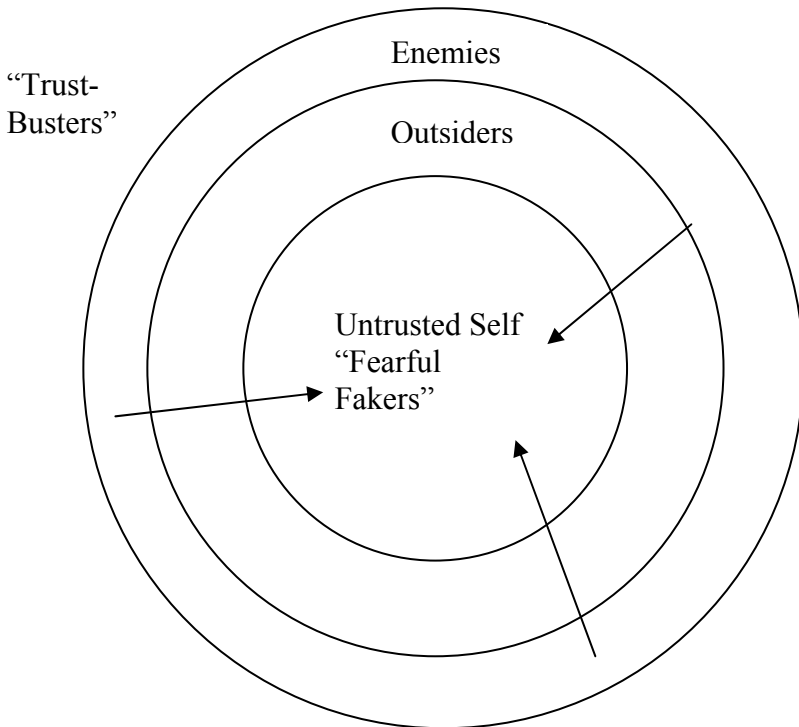 Enemies
“Trust-
Busters”
Outsiders
Untrusted Self
“Fearful
Fakers”